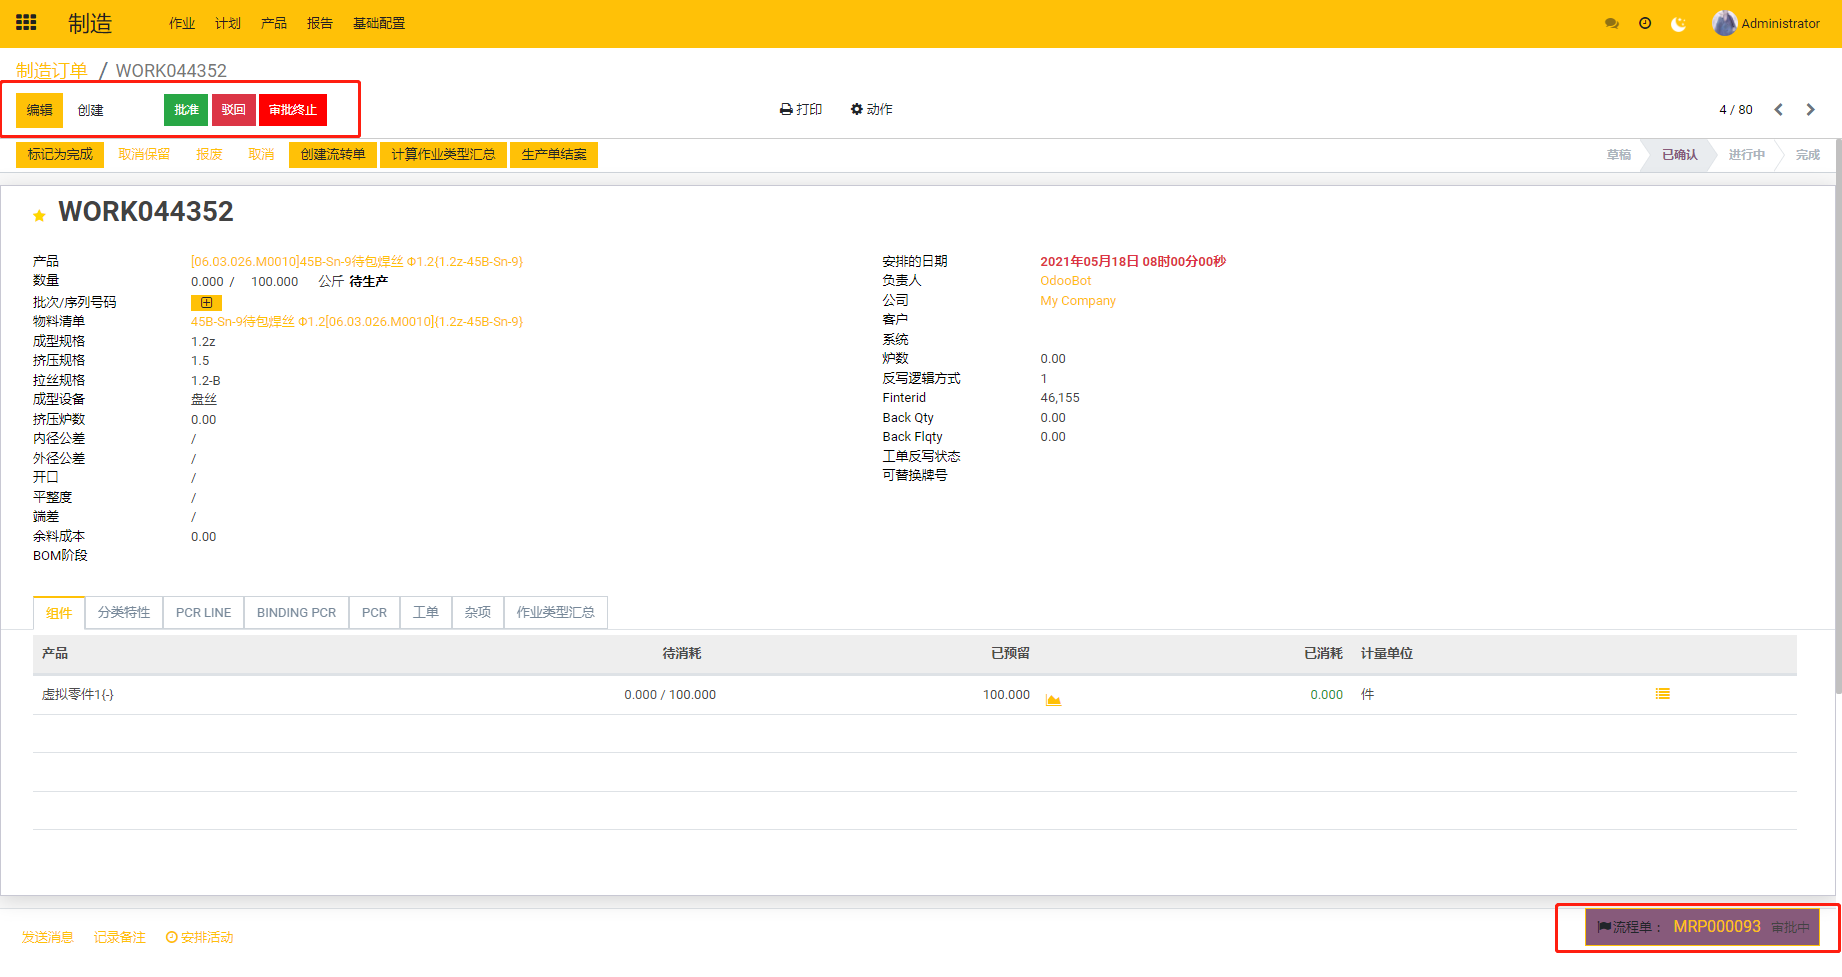 制造 作业 计划 产品 报告 基础配置 Administrator
制造订单 / WORK044352
编辑 创建 批准 驳回 审批终止 打印 动作 4 / 80
标记为完成 取消保留 报废 取消 创建流转单 计算作业类型汇总 生产单结案 草稿 已确认 进行中 完成
WORK044352
产品 [06.03.026.M0010]45B-Sn-9待包焊丝 Φ1.2{1.2z-45B-Sn-9}
数量 0.000 / 100.000 公斤 待生产
批次/序列号码
物料清单 45B-Sn-9待包焊丝 Φ1.2[06.03.026.M0010]{1.2z-45B-Sn-9}
成型规格 1.2z
挤压规格 1.5
拉丝规格 1.2-B
成型设备 盘丝
挤压炉数 0.00
内径公差 /
外径公差 /
开口 /
平整度 /
端差 /
余料成本 0.00
BOM阶段
安排的日期 2021年05月18日 08时00分00秒
负责人 OdooBot
公司 My Company
客户
系统
炉数 0.00
反写逻辑方式 1
Finterid 46,155
Back Qty 0.00
Back Flqty 0.00
工单反写状态
可替换牌号
组件 分类特性 PCR LINE BINDING PCR PCR 工单 杂项 作业类型汇总
产品 待消耗 已预留 已消耗 计量单位
虚拟零件1{-} 0.000 / 100.000 100.000 0.000 件
发送消息 记录备注 安排活动
流程单： MRP000093 审批中